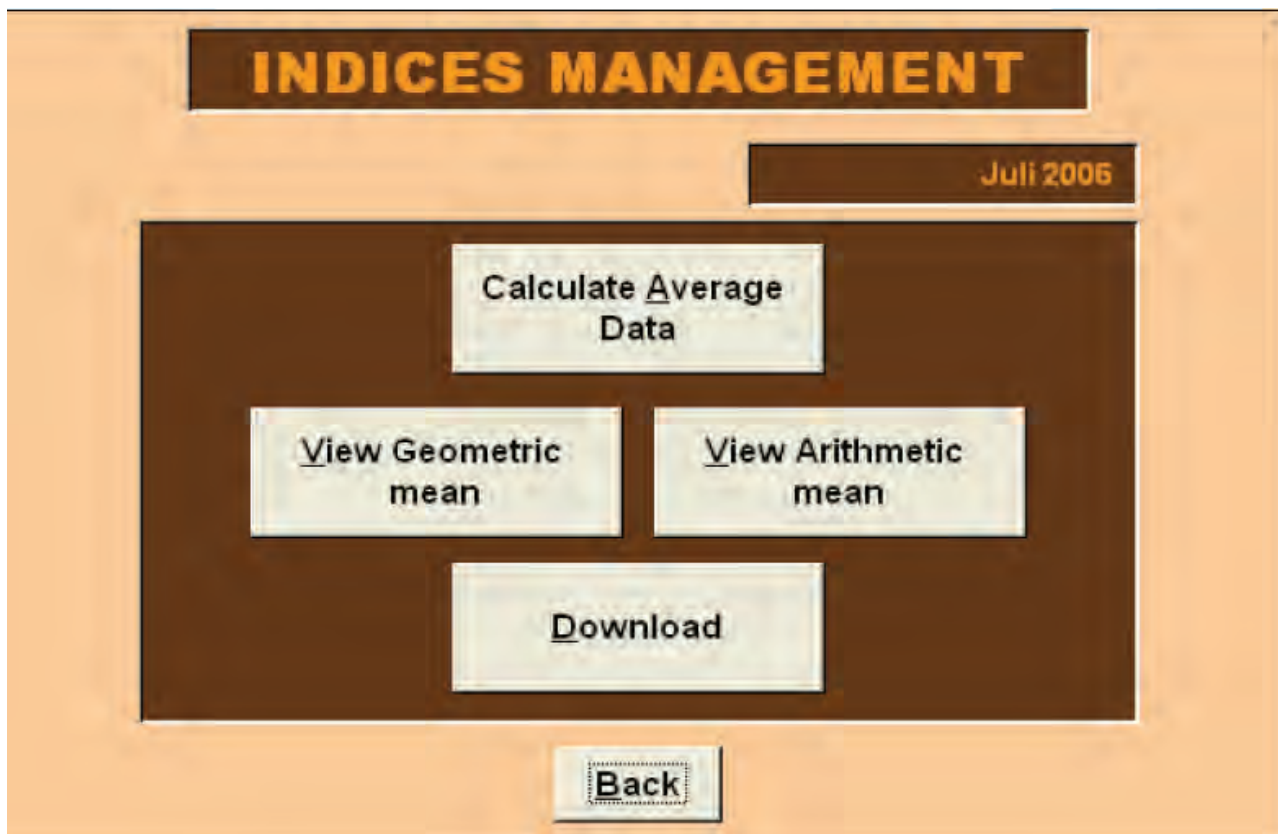 INDICES MANAGEMENT
Juli 2006
Calculate Average
Data
View Geometric
mean
View Arithmetic
mean
Download
Back